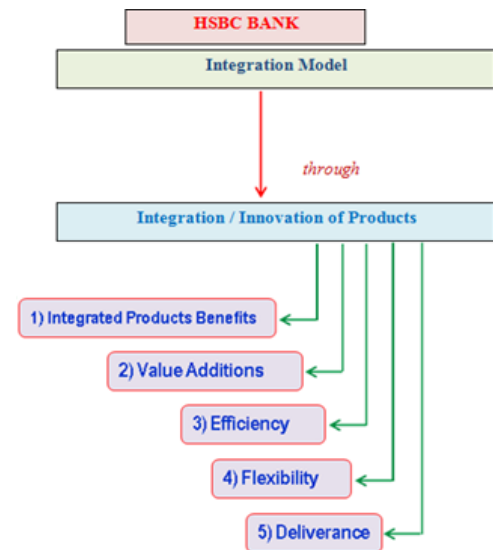 HSBC BANK
Integration Model
through
Integration / Innovation of Products
1) Integrated Products Benefits
2) Value Additions
3) Efficiency
4) Flexibility
5) Deliverance